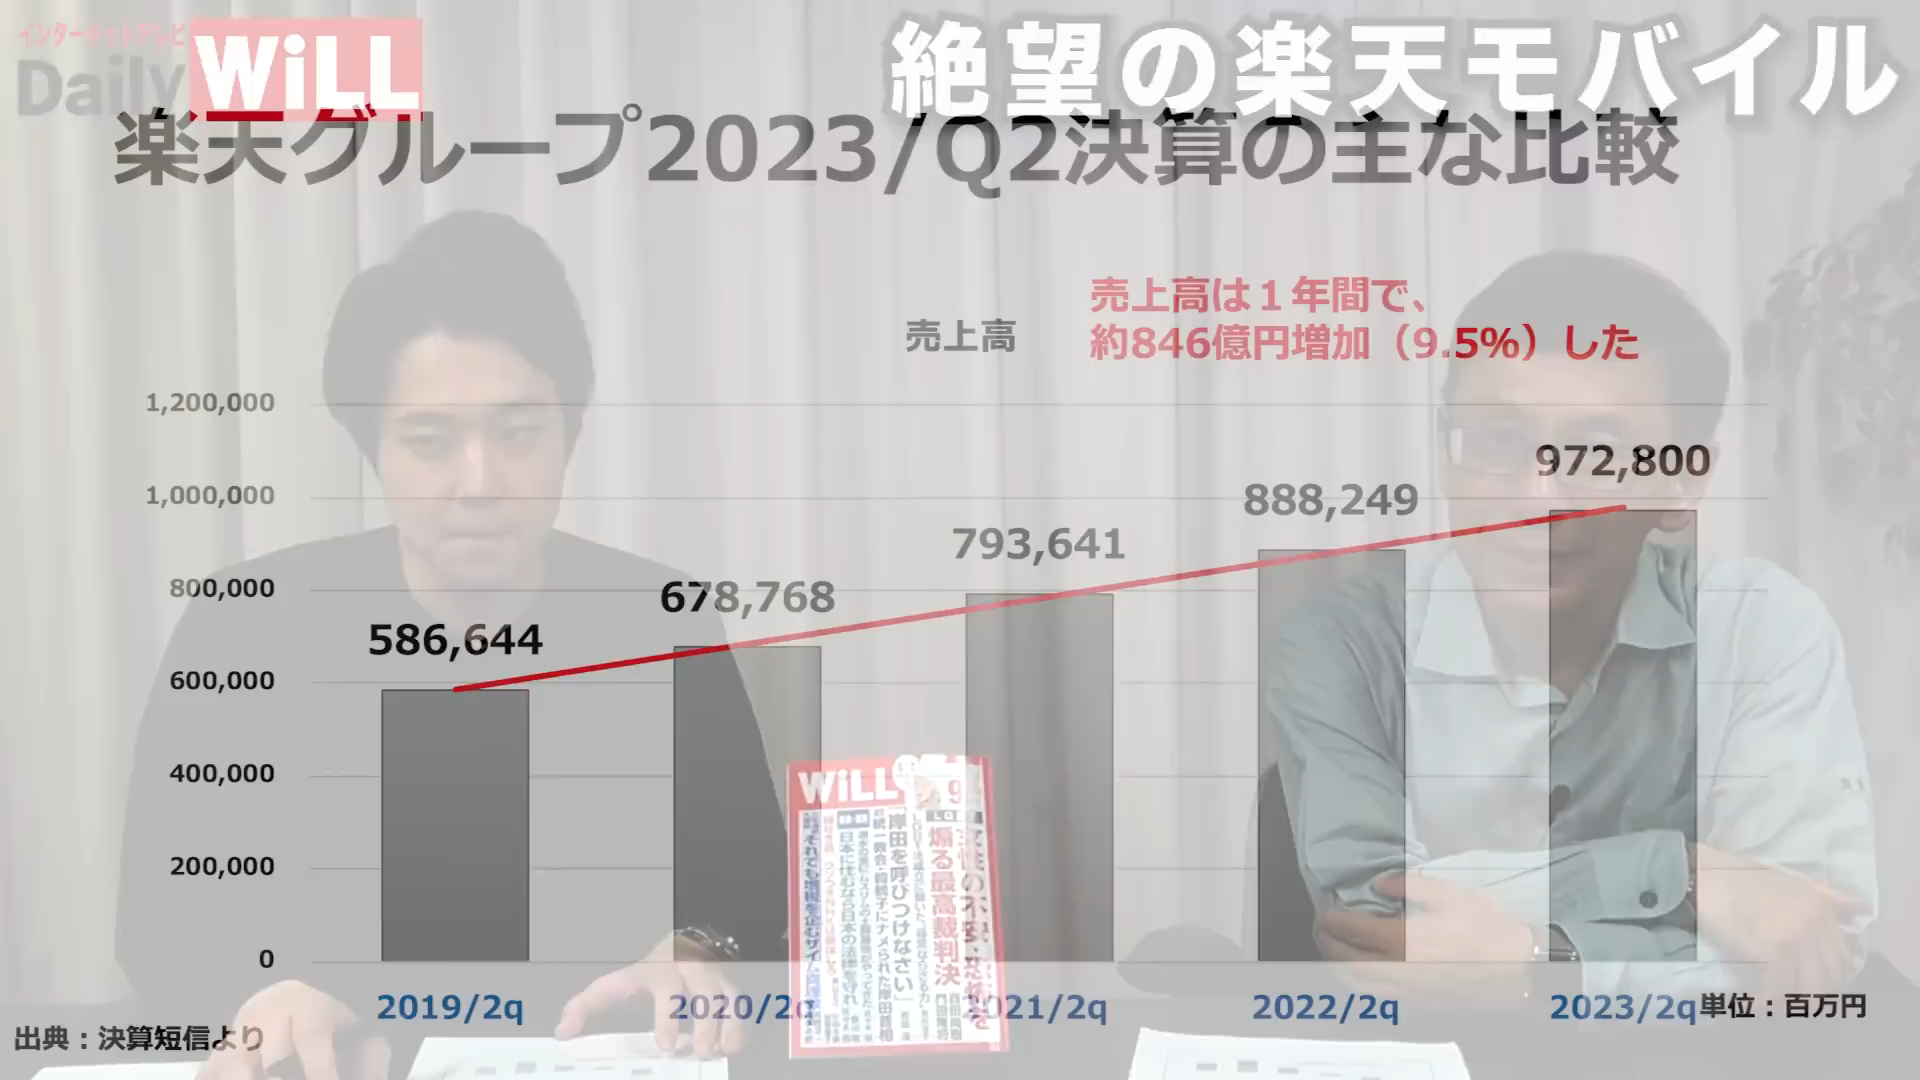 インターネットテレビ
Daily WiLL
絶望の楽天モバイル
楽天グループ2023/Q2決算の主な比較
売上高は１年間で、
約846億円増加（9.5%）した
売上高
1,200,000
1,000,000
800,000
600,000
400,000
200,000
0
586,644
678,768
793,641
888,249
972,800
2019/2q
2020/2q
2021/2q
2022/2q
2023/2q
単位：百万円
出典：決算短信より
WiLL
9
煽る最高裁判決
岸田を呼びつけなさい」